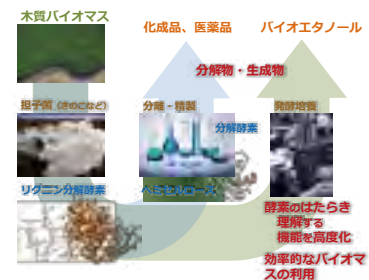 木質バイオマス
化成品、医薬品
バイオエタノール
分解物・生成物
担子菌（きのこなど）
分離・精製
発酵培養
分解酵素
リグニン分解酵素
ヘミセルロース
酵素のはたらき
理解する
機能を高度化
効率的なバイオマ
スの利用